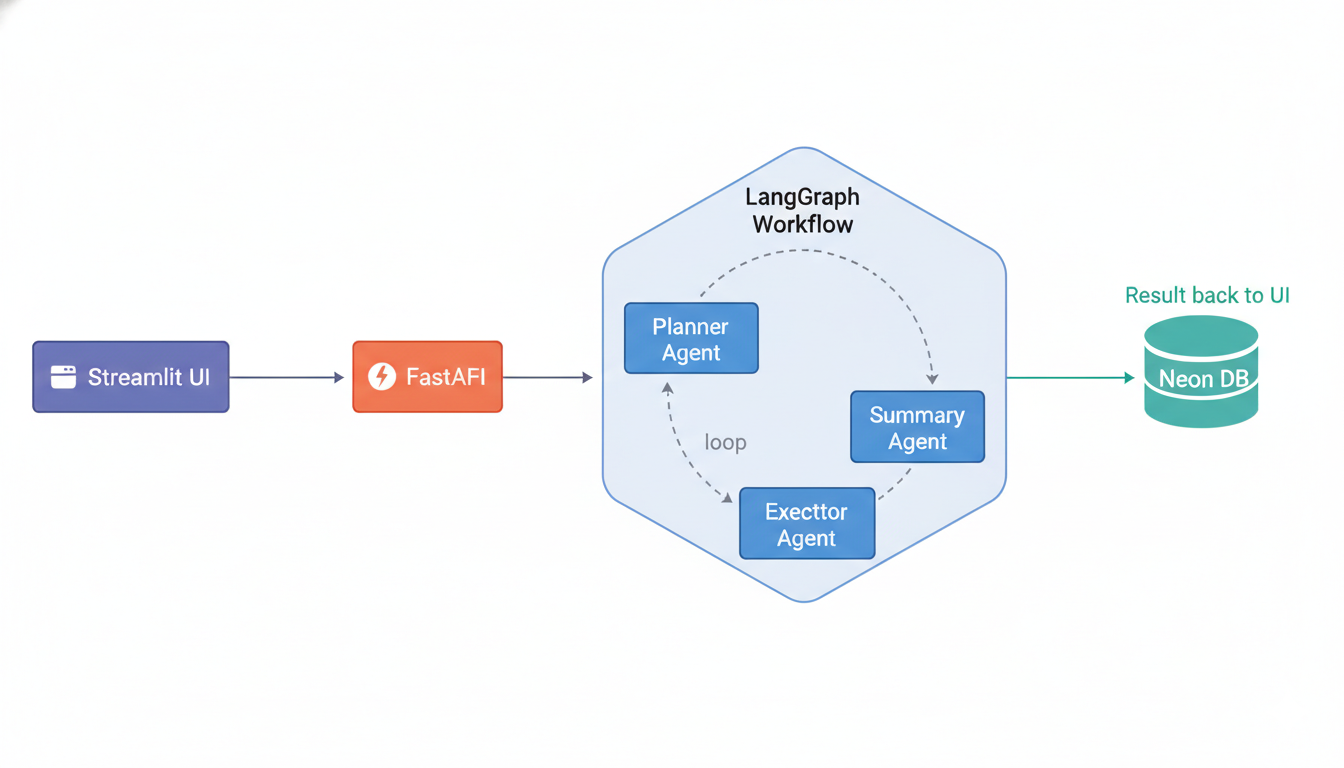 LangGraph
Workflow
Streamlit UI
FastAFI
Planner
Agent
loop
Summary
Agent
Execttor
Agent
Result back to UI
Neon DB